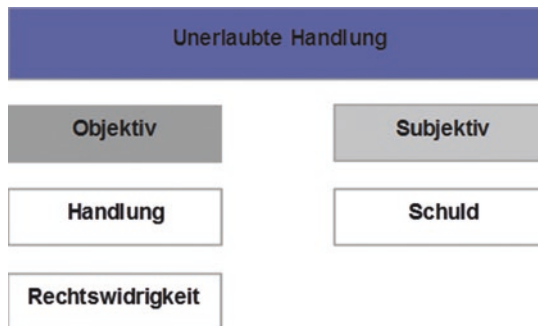 Unerlaubte Handlung
Objektiv
Subjektiv
Handlung
Schuld
Rechtswidrigkeit